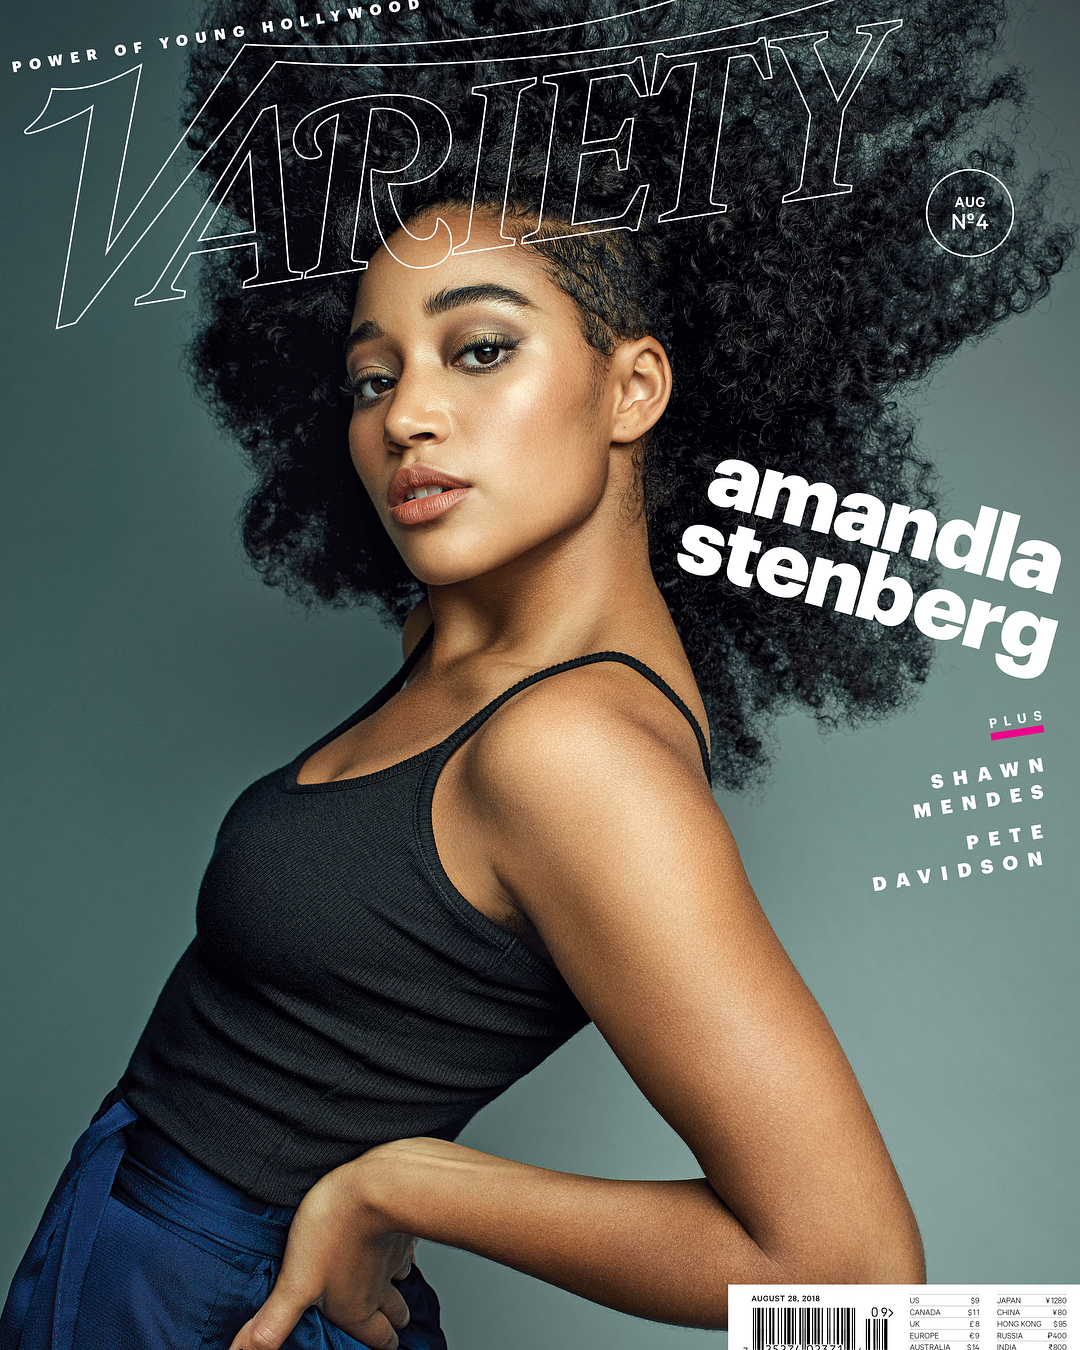 POWER OF YOUNG HOLLYWOOD
VARIETY
AUG
Nº4
amandla
stenberg
PLUS
SHAWN
MENDES
PETE
DAVIDSON
AUGUST 28, 2018
09>
US $9
CANADA $11
UK £8
EUROPE €9
AUSTRALIA $14
JAPAN ¥1280
CHINA ¥80
HONG KONG $95
RUSSIA ₽400
INDIA ₹800